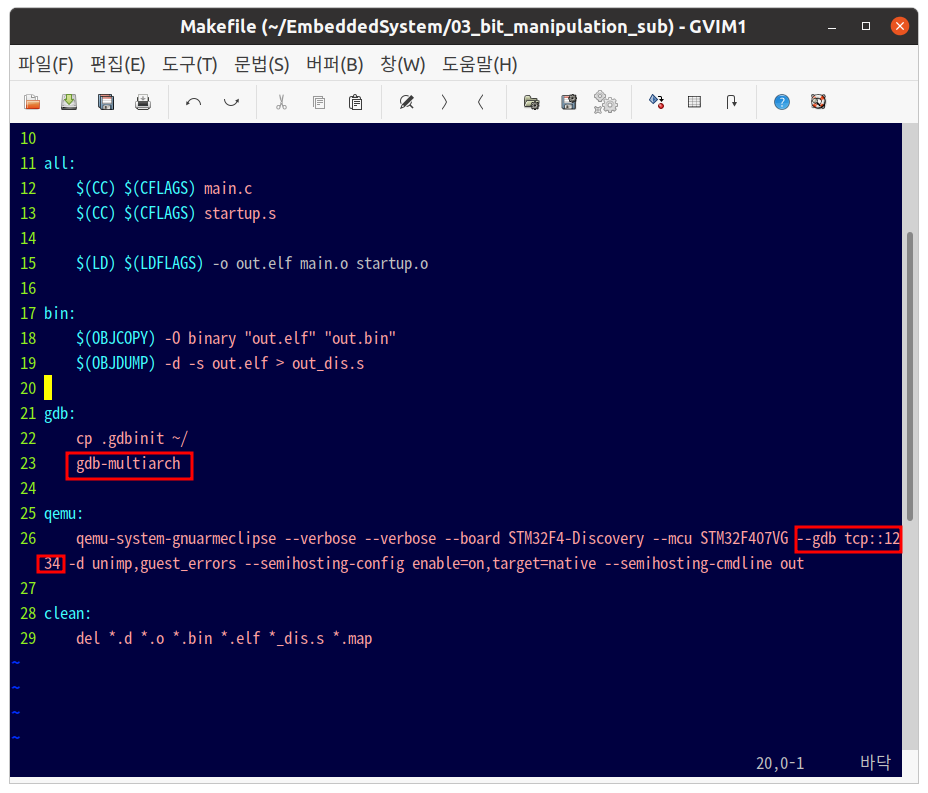 Makefile (~/EmbeddedSystem/03_bit_manipulation_sub) - GVIM1
파일(F) 편집(E) 도구(T) 문법(S) 버퍼(B) 창(W) 도움말(H)
10
11 all:
12 $(CC) $(CFLAGS) main.c
13 $(CC) $(CFLAGS) startup.s
14
15 $(LD) $(LDFLAGS) -o out.elf main.o startup.o
16
17 bin:
18 $(OBJCOPY) -O binary "out.elf" "out.bin"
19 $(OBJDUMP) -d -s out.elf > out_dis.s
20
21 gdb:
22 cp .gdbinit ~/
23 gdb-multiarch
24
25 qemu:
26 qemu-system-gnuarmeclipse --verbose --verbose --board STM32F4-Discovery --mcu STM32F407VG --gdb tcp::12
34 -d unimp,guest_errors --semihosting-config enable=on,target=native --semihosting-cmdline out
27
28 clean:
29 del *.d *.o *.bin *.elf *_dis.s *.map
~
~
~
~
20,0-1 바닥